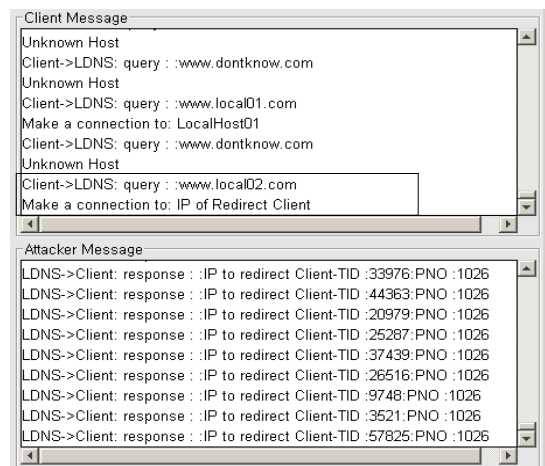 Client Message
Unknown Host
Client->LDNS: query : :www.dontknow.com
Unknown Host
Client->LDNS: query : :www.local01.com
Make a connection to: LocalHost01
Client->LDNS: query : :www.dontknow.com
Unknown Host
Client->LDNS: query : :www.local02.com
Make a connection to: IP of Redirect Client
Attacker Message
LDNS->Client: response : :IP to redirect Client-TID :33976:PNO :1026
LDNS->Client: response : :IP to redirect Client-TID :44363:PNO :1026
LDNS->Client: response : :IP to redirect Client-TID :20979:PNO :1026
LDNS->Client: response : :IP to redirect Client-TID :25287:PNO :1026
LDNS->Client: response : :IP to redirect Client-TID :37439:PNO :1026
LDNS->Client: response : :IP to redirect Client-TID :26516:PNO :1026
LDNS->Client: response : :IP to redirect Client-TID :9748:PNO :1026
LDNS->Client: response : :IP to redirect Client-TID :3521:PNO :1026
LDNS->Client: response : :IP to redirect Client-TID :57825:PNO :1026